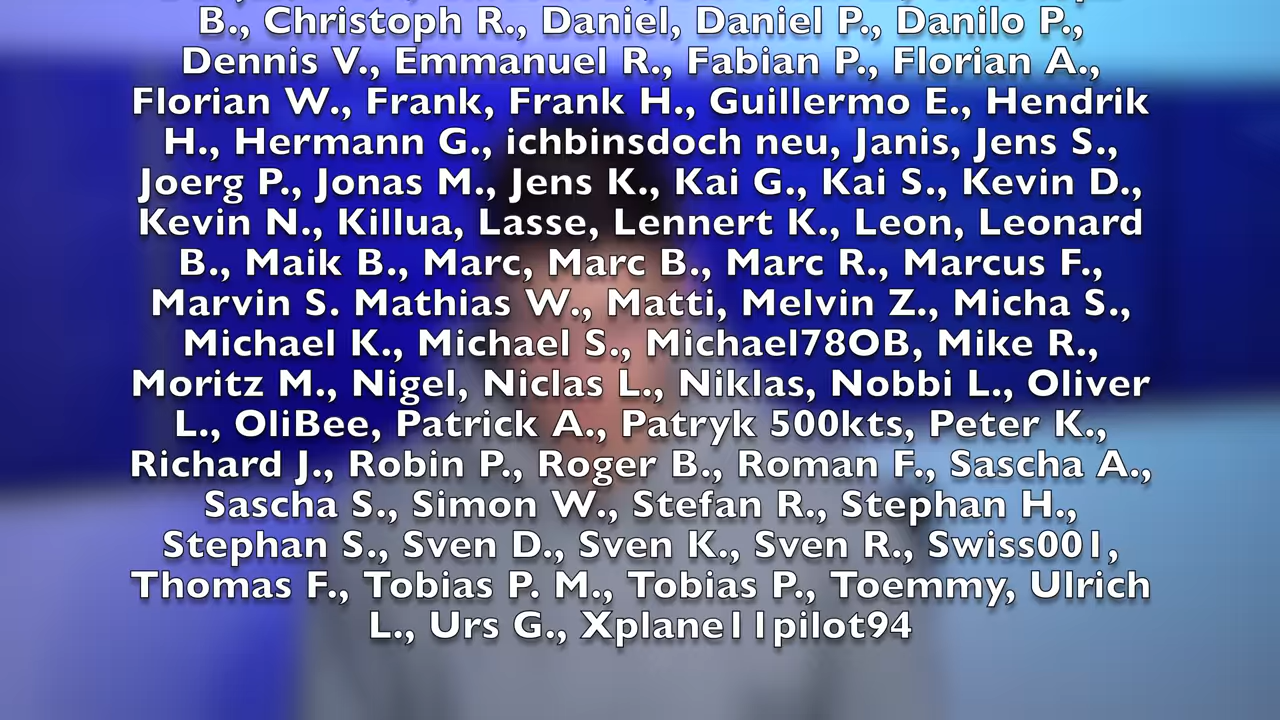 B., Christoph R., Daniel, Daniel P., Danilo P.,
Dennis V., Emmanuel R., Fabian P., Florian A.,
Florian W., Frank, Frank H., Guillermo E., Hendrik
H., Hermann G., ichbinsdoch neu, Janis, Jens S.,
Joerg P., Jonas M., Jens K., Kai G., Kai S., Kevin D.,
Kevin N., Killua, Lasse, Lennert K., Leon, Leonard
B., Maik B., Marc, Marc B., Marc R., Marcus F.,
Marvin S. Mathias W., Matti, Melvin Z., Micha S.,
Michael K., Michael S., Michael78OB, Mike R.,
Moritz M., Nigel, Niclas L., Niklas, Nobbi L., Oliver
L., OliBee, Patrick A., Patryk 500kts, Peter K.,
Richard J., Robin P., Roger B., Roman F., Sascha A.,
Sascha S., Simon W., Stefan R., Stephan H.,
Stephan S., Sven D., Sven K., Sven R., Swiss001,
Thomas F., Tobias P. M., Tobias P., Toemmy, Ulrich
L., Urs G., Xplane11pilot94